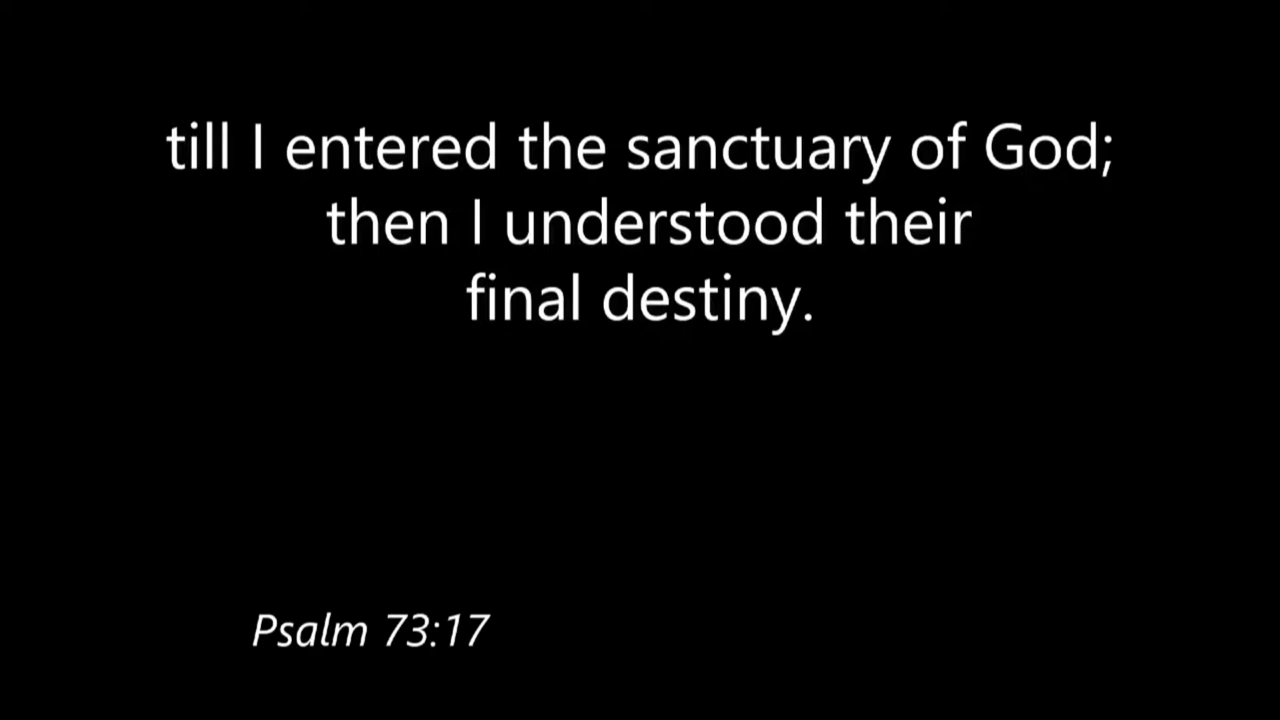 till I entered the sanctuary of God;
then I understood their
final destiny.
Psalm 73:17